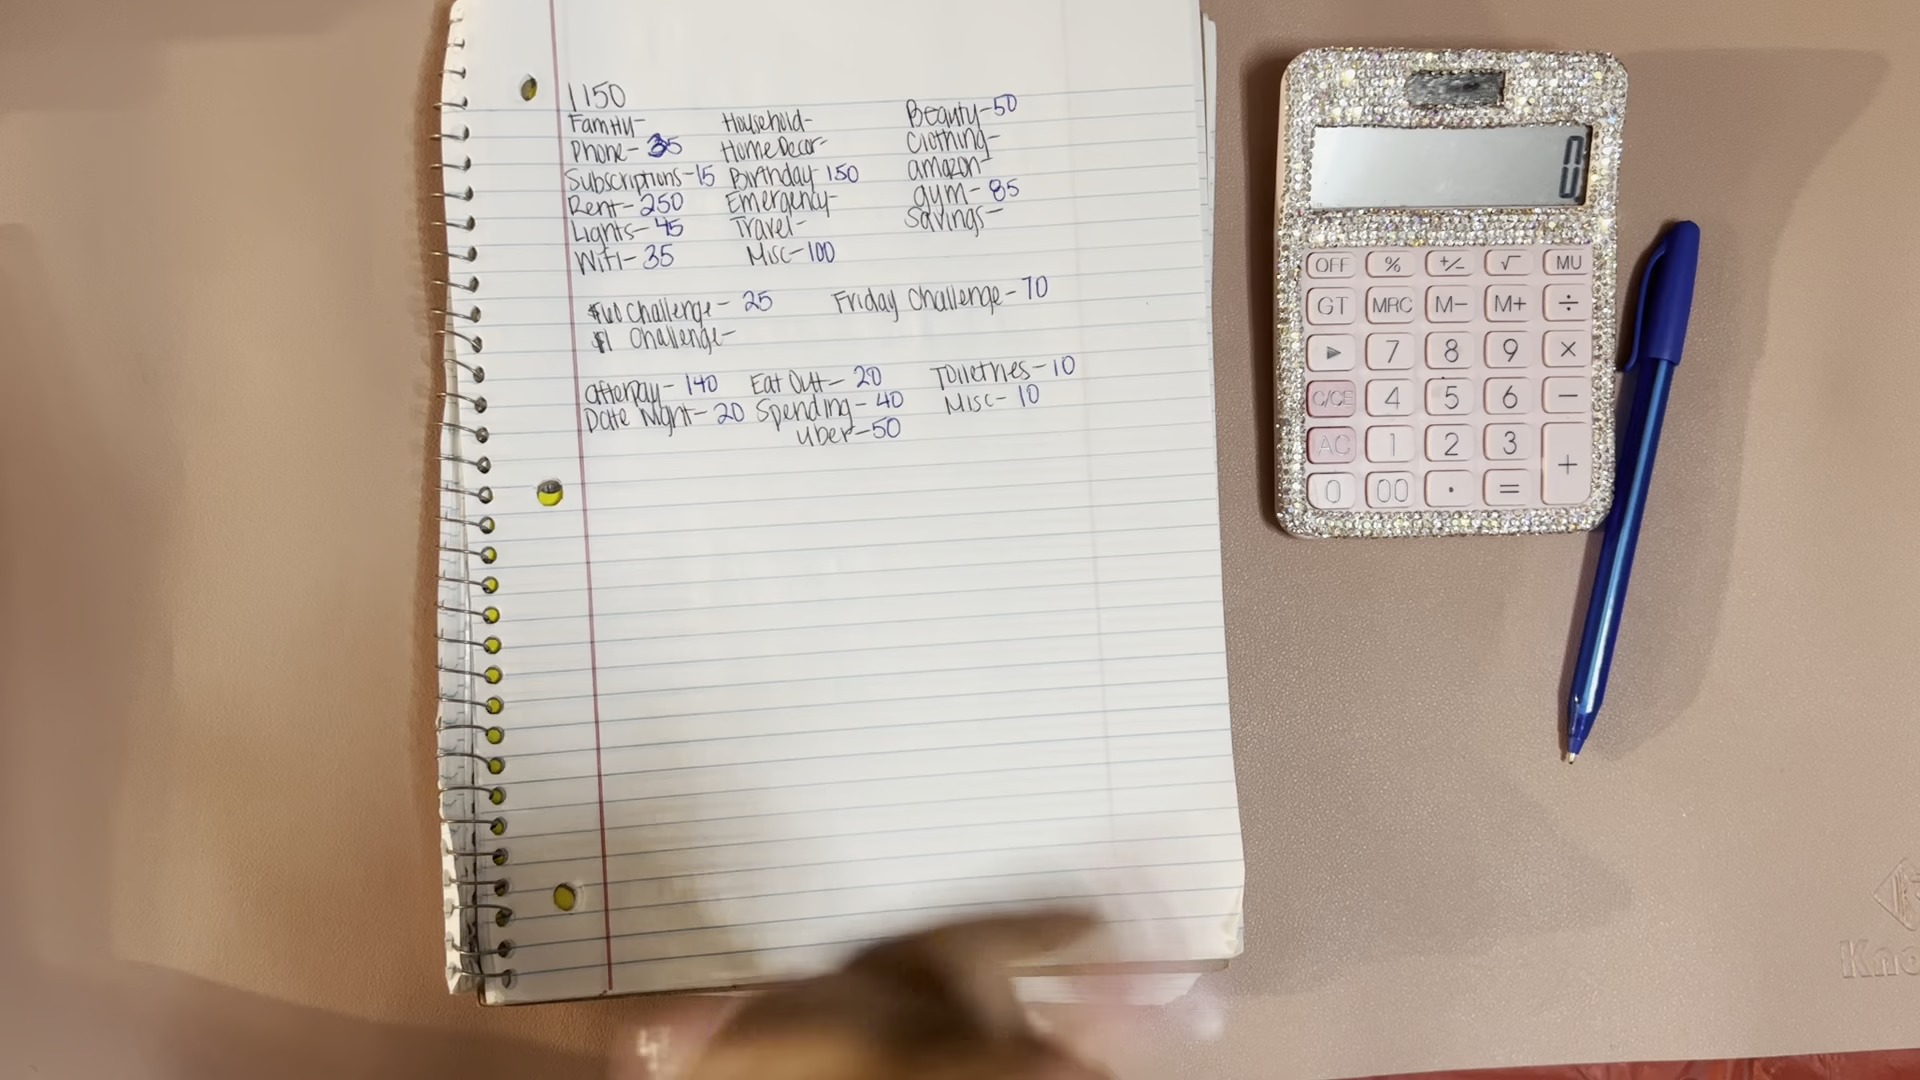 1150
Family- Household- Beauty-50
Phone- 35 Home Decor- Clothing-
Subscriptions-15 Birthday 150 amazon-
Rent-250 Emergency- gym-85
Lights-45 Travel- Savings-
Wifi-35 Misc-100
$60 Challenge- 25 Friday Challenge-70
$1 Challenge-
afterpay-140 Eat Out-20 Toiletries-10
Date Night-20 Spending-40 Misc-10
Uber-50
0
OFF % +/- √ MU
GT MRC M- M+ ÷
▶ 7 8 9 ×
C/CE 4 5 6 −
AC 1 2 3 +
0 00 . =